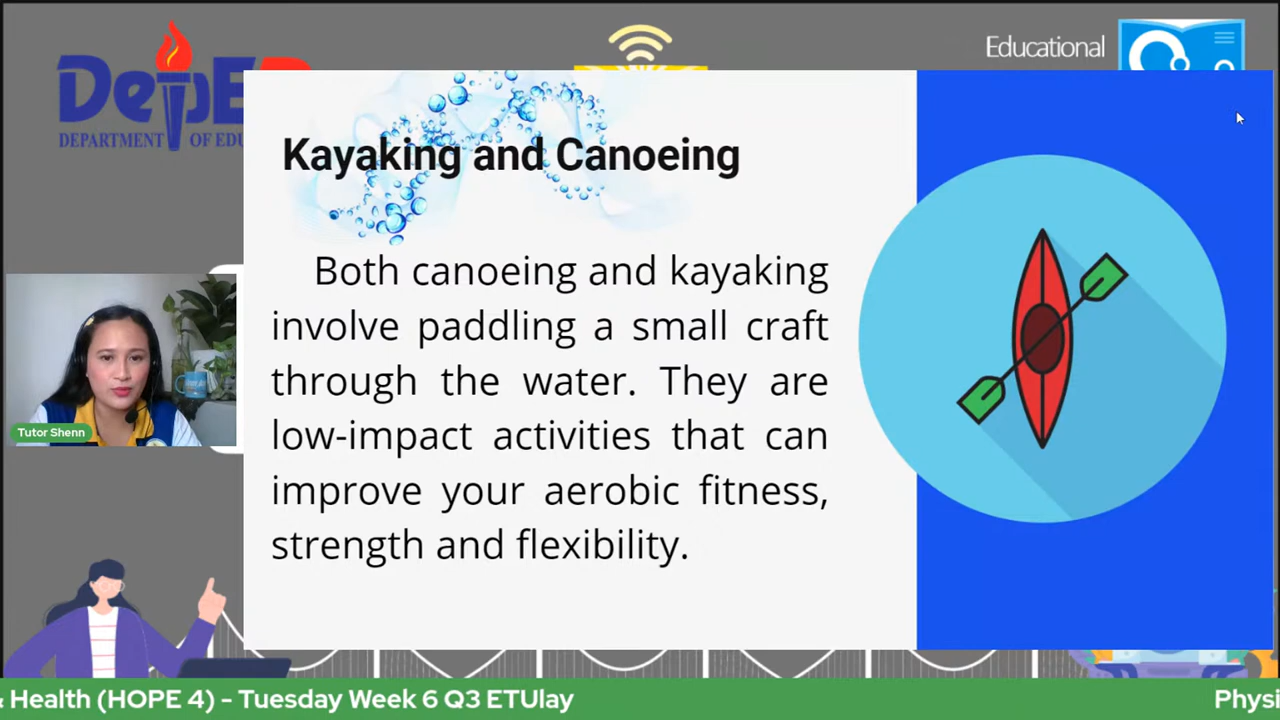 DepED
DEPARTMENT OF EDU
Educational
Kayaking and Canoeing
Both canoeing and kayaking
involve paddling a small craft
through the water. They are
low-impact activities that can
improve your aerobic fitness,
strength and flexibility.
Tutor Shenn
& Health (HOPE 4) - Tuesday Week 6 Q3 ETUlay
Physi